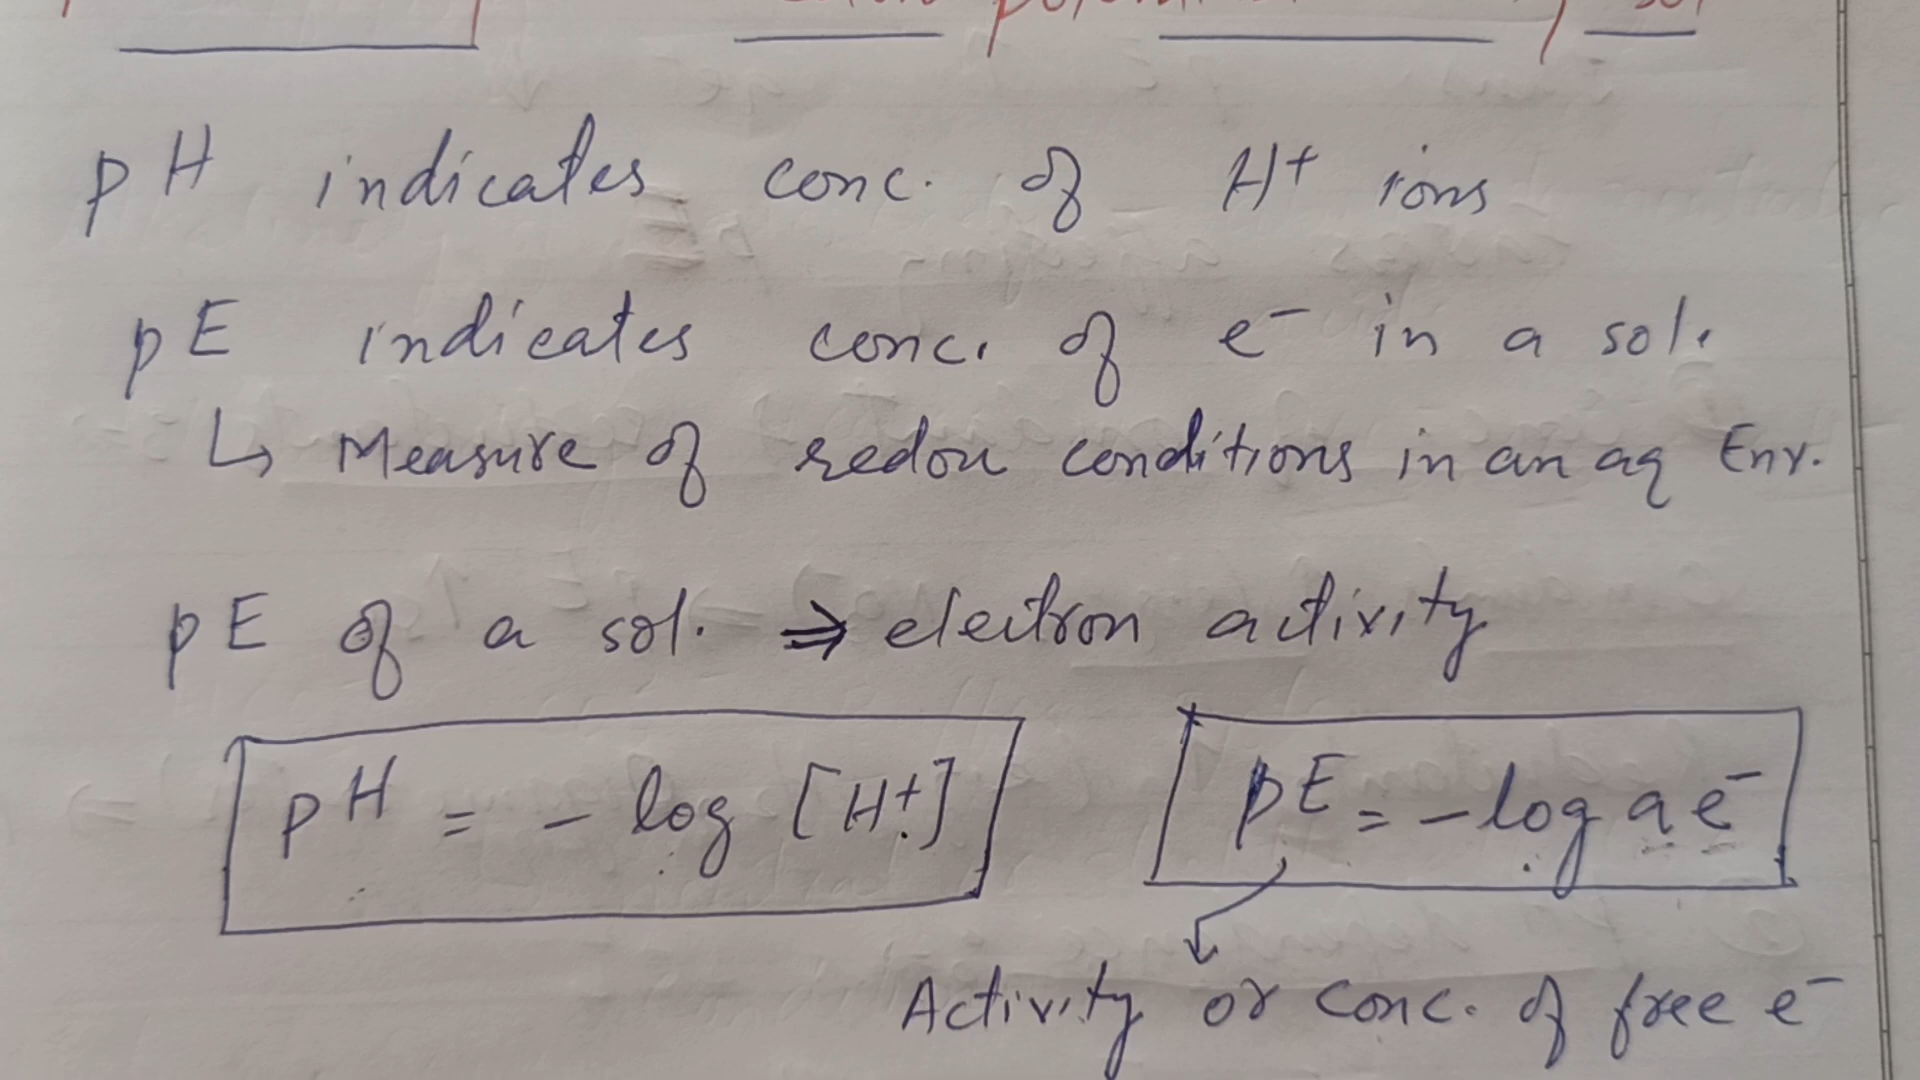 pH indicates conc. of H+ ions
pE indicates conc. of e⁻ in a sol.
↳ Measure of redox conditions in an aq Env.
pE of a sol. ⇒ electron activity
pH = - log [H+]
pE = - log a e⁻
Activity or conc. of free e⁻